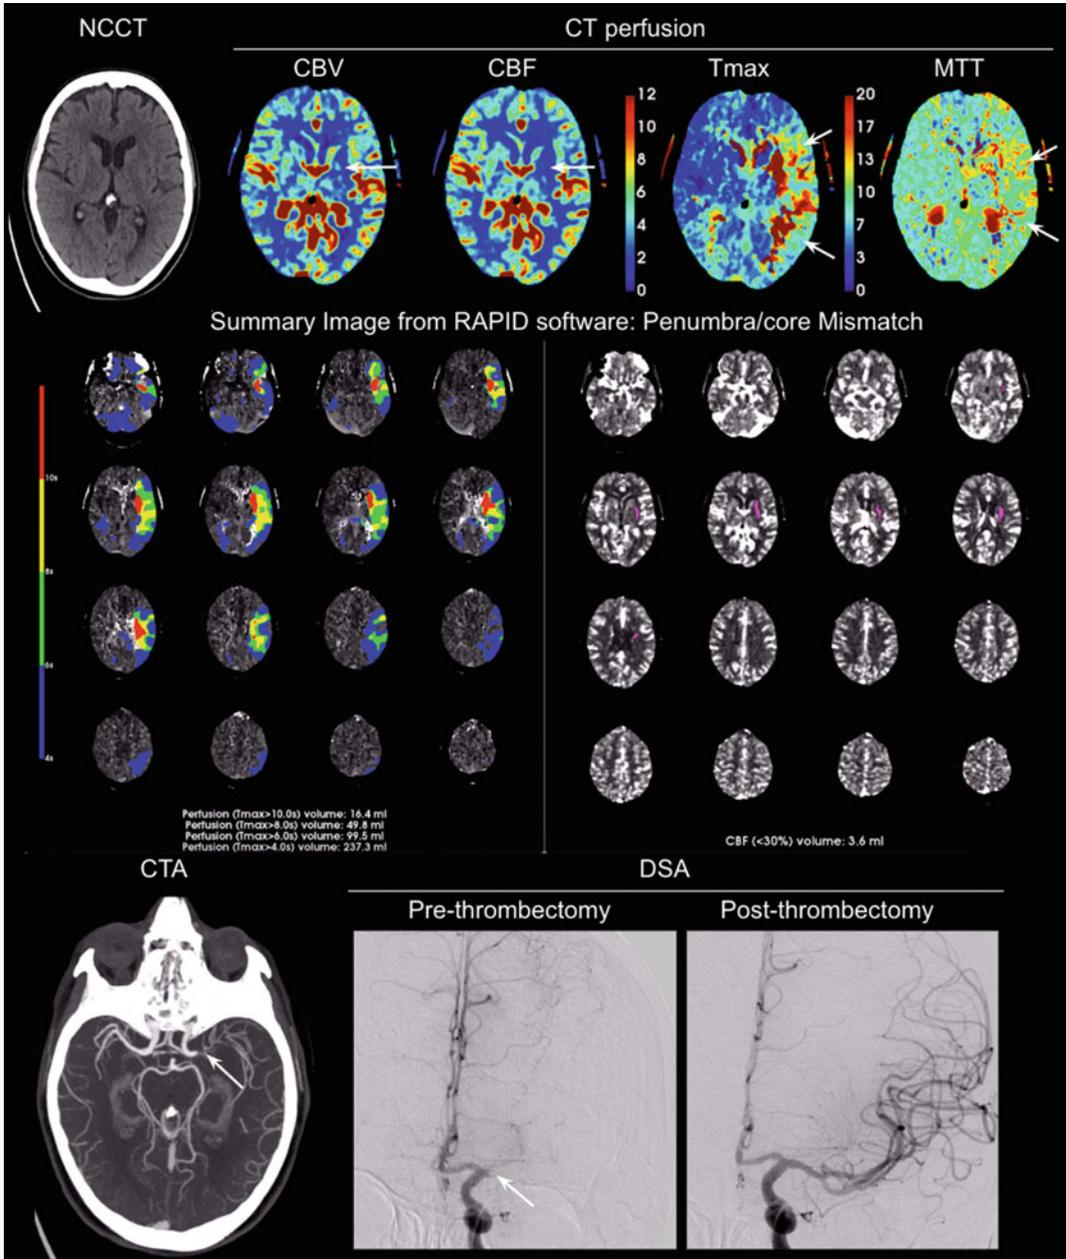 NCCT
CT perfusion
CBV
CBF
Tmax
MTT
12
10
8
6
4
2
0
20
17
13
10
7
3
0
Summary Image from RAPID software: Penumbra/core Mismatch
10s
8s
6s
4s
Perfusion (Tmax>10.0s) volume: 16.4 ml
Perfusion (Tmax>8.0s) volume: 49.8 ml
Perfusion (Tmax>6.0s) volume: 99.5 ml
Perfusion (Tmax>4.0s) volume: 237.3 ml
CBF (<30%) volume: 3.6 ml
CTA
DSA
Pre-thrombectomy
Post-thrombectomy